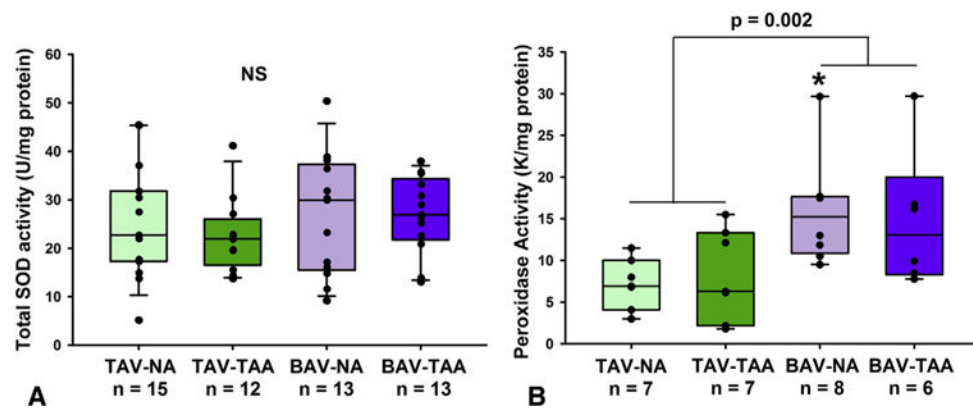 Total SOD activity (U/mg protein)
60
50
40
30
20
10
0
NS
TAV-NA TAV-TAA BAV-NA BAV-TAA
n = 15 n = 12 n = 13 n = 13
A
p = 0.002
Peroxidase Activity (K/mg protein)
35
30
25
20
15
10
5
0
*
TAV-NA TAV-TAA BAV-NA BAV-TAA
n = 7 n = 7 n = 8 n = 6
B